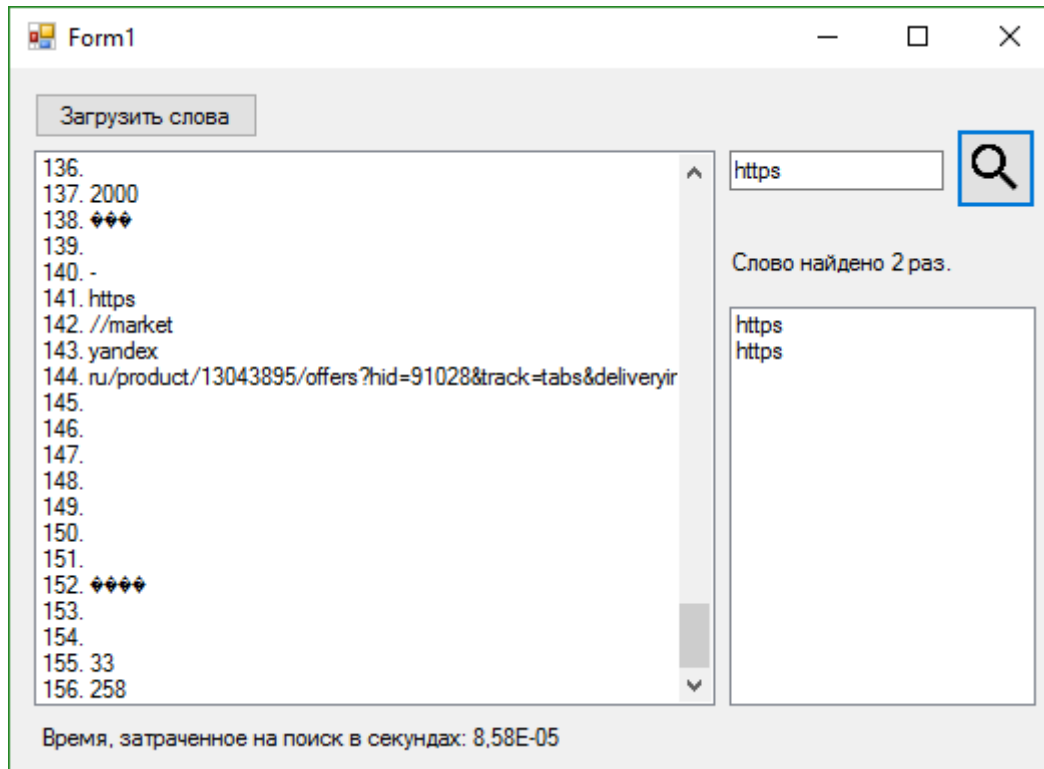 Form1
Загрузить слова
136.
137. 2000
138. ���
139.
140. -
141. https
142. //market
143. yandex
144. ru/product/13043895/offers?hid=91028&track=tabs&deliveryir
145.
146.
147.
148.
149.
150.
151.
152. ����
153.
154.
155. 33
156. 258
https
Слово найдено 2 раз.
https
https
Время, затраченное на поиск в секундах: 8,58E-05